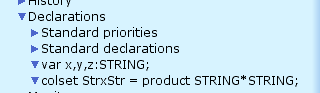 History
Declarations
Standard priorities
Standard declarations
var x,y,z:STRING;
colset StrxStr = product STRING*STRING;